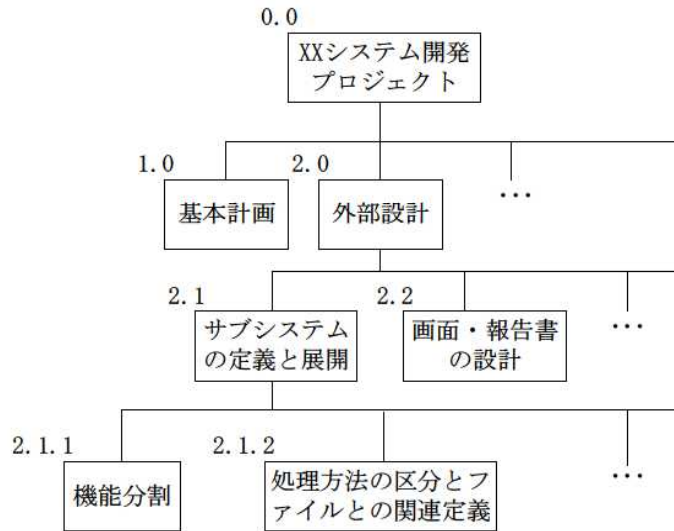 0.0
XXシステム開発
プロジェクト
1.0
2.0
基本計画
外部設計
...
2.1
2.2
サブシステム
の定義と展開
画面・報告書
の設計
...
2.1.1
2.1.2
機能分割
処理方法の区分とフ
ァイルとの関連定義
...